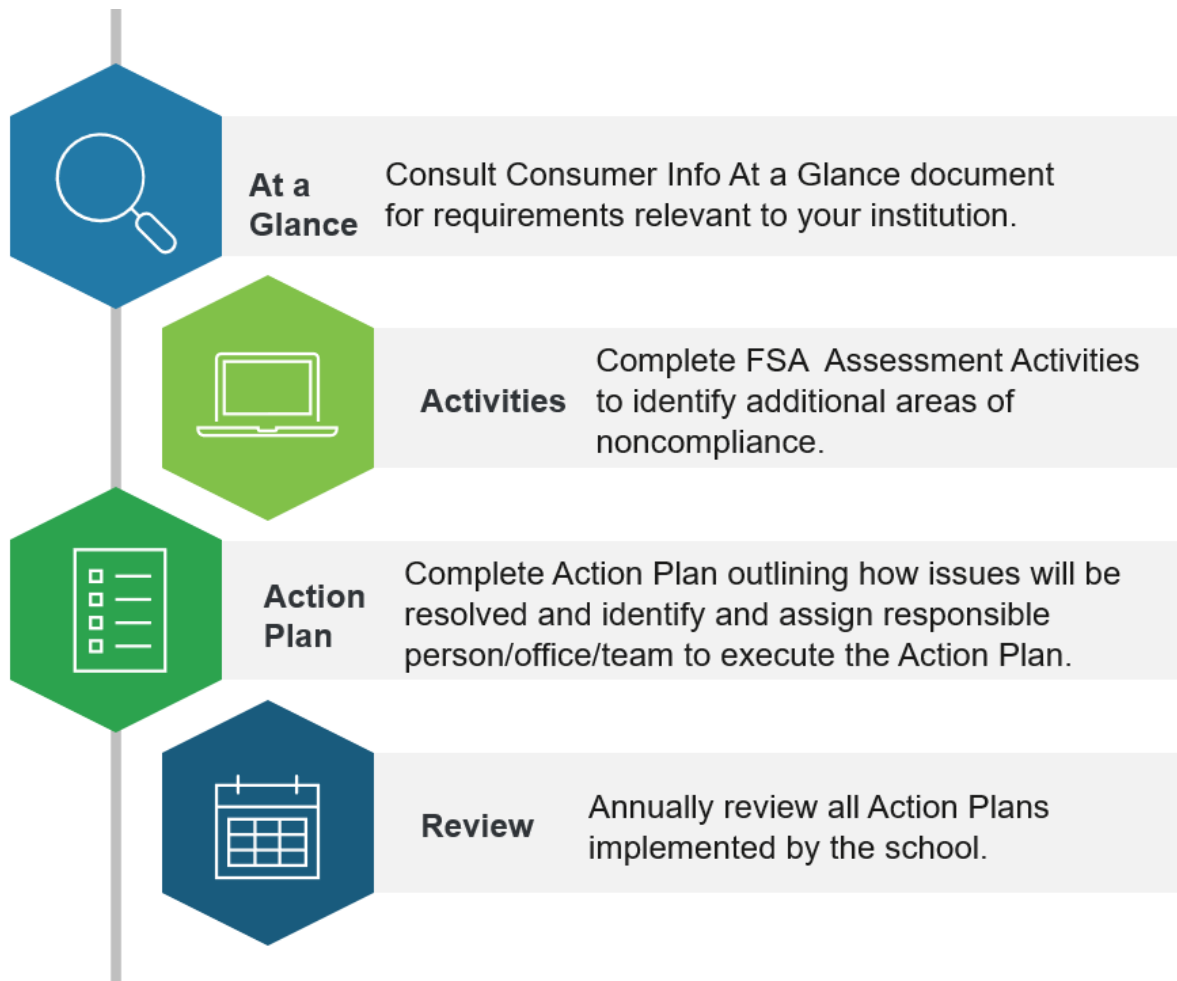 At a
Glance
Consult Consumer Info At a Glance document
for requirements relevant to your institution.
Activities
Complete FSA  Assessment Activities
to identify additional areas of
noncompliance.
Action
Plan
Complete Action Plan outlining how issues will be
resolved and identify and assign responsible
person/office/team to execute the Action Plan.
Review
Annually review all Action Plans
implemented by the school.